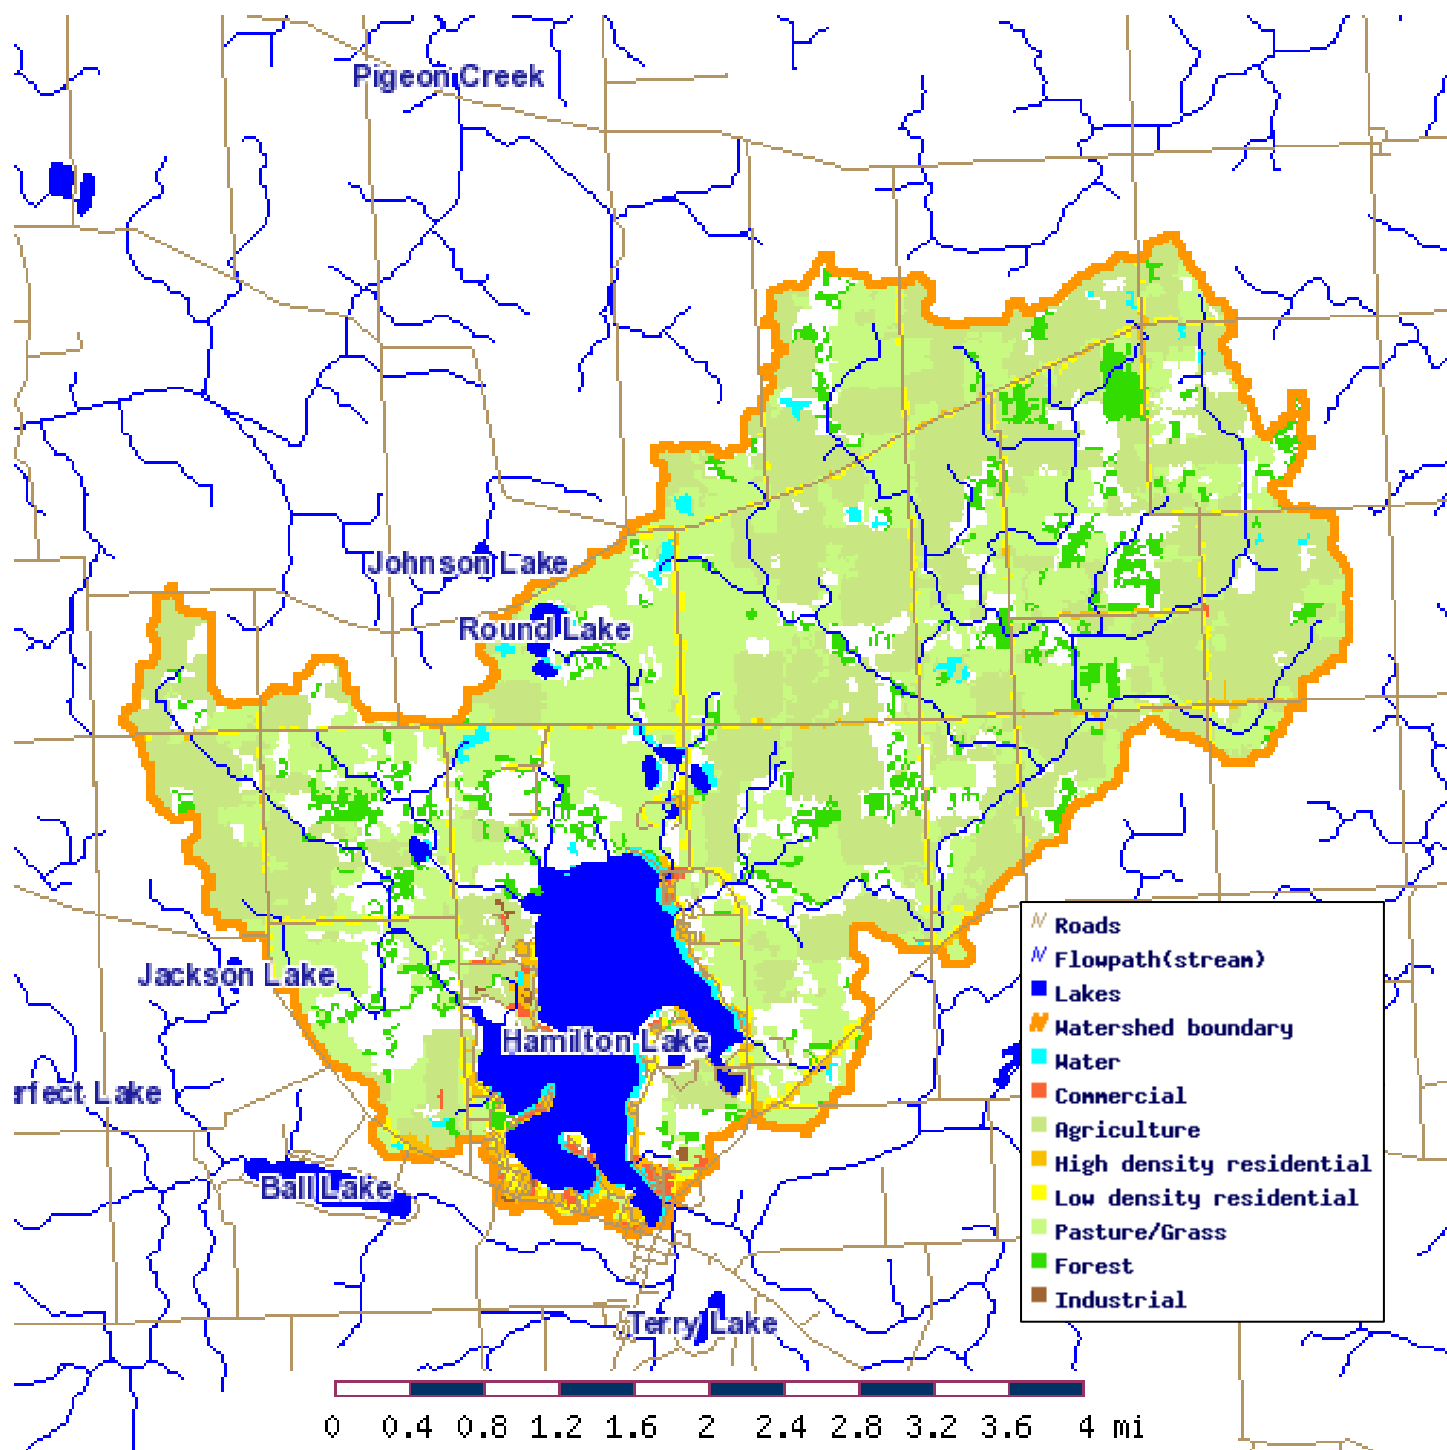 Pigeon Creek
Johnson Lake
Round Lake
Jackson Lake
Hamilton Lake
rfect Lake
Ball Lake
Terry Lake
Roads
Flowpath(stream)
Lakes
Watershed boundary
Water
Commercial
Agriculture
High density residential
Low density residential
Pasture/Grass
Forest
Industrial
0 0.4 0.8 1.2 1.6 2 2.4 2.8 3.2 3.6 4 mi